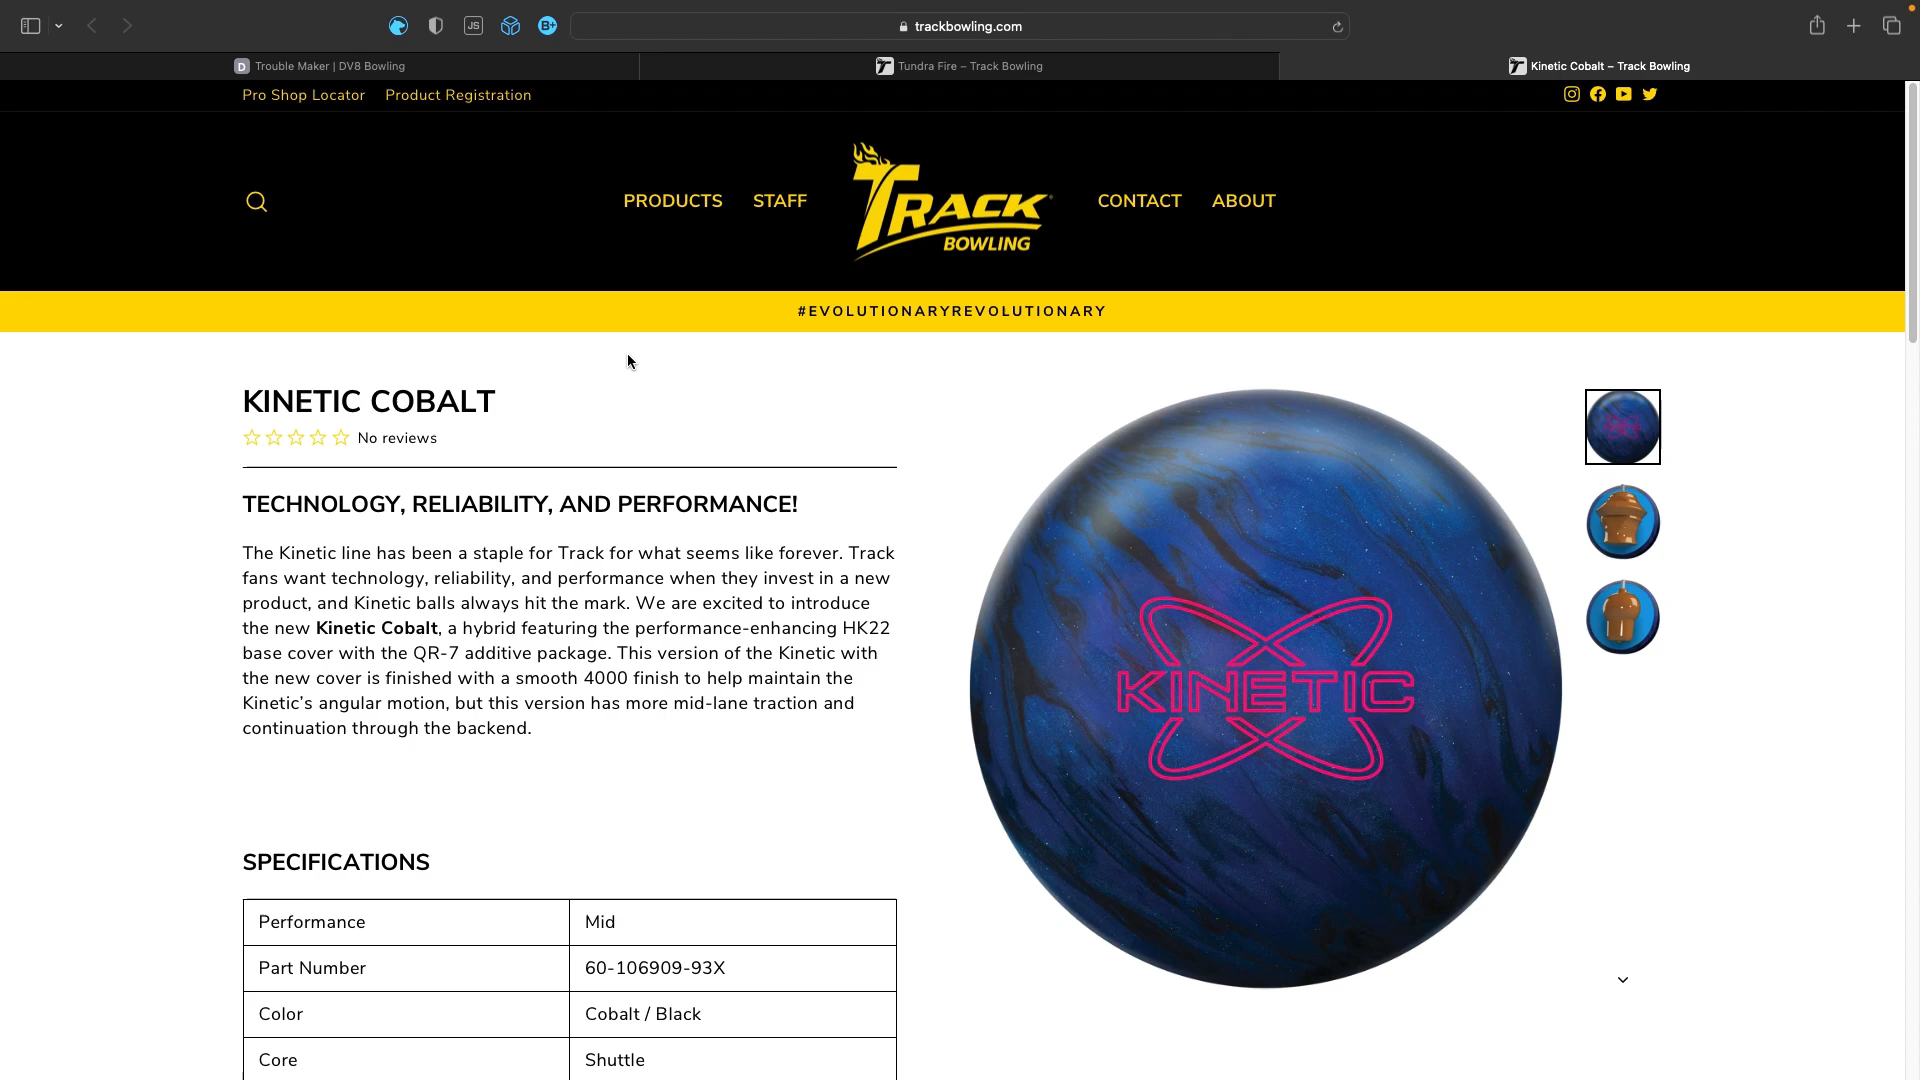 JS
B+
trackbowling.com
D
Trouble Maker | DV8 Bowling
T
Tundra Fire – Track Bowling
T
Kinetic Cobalt – Track Bowling
Pro Shop Locator
Product Registration
PRODUCTS
STAFF
TRACK
BOWLING
CONTACT
ABOUT
#EVOLUTIONARYREVOLUTIONARY
KINETIC COBALT
No reviews
TECHNOLOGY, RELIABILITY, AND PERFORMANCE!
The Kinetic line has been a staple for Track for what seems like forever. Track
fans want technology, reliability, and performance when they invest in a new
product, and Kinetic balls always hit the mark. We are excited to introduce
the new Kinetic Cobalt, a hybrid featuring the performance-enhancing HK22
base cover with the QR-7 additive package. This version of the Kinetic with
the new cover is finished with a smooth 4000 finish to help maintain the
Kinetic's angular motion, but this version has more mid-lane traction and
continuation through the backend.
KINETIC
SPECIFICATIONS
Performance Mid
Part Number 60-106909-93X
Color Cobalt / Black
Core Shuttle